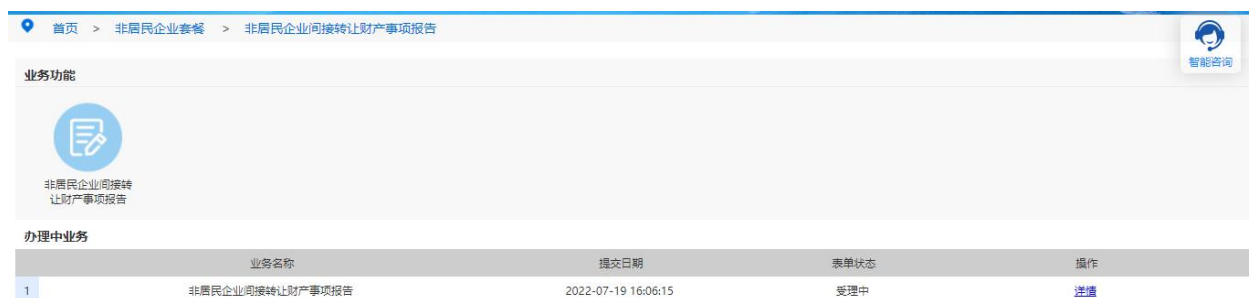 首页 > 非居民企业套餐 > 非居民企业间接转让财产事项报告
智能咨询
业务功能
非居民企业间接转
让财产事项报告
办理中业务
业务名称 提交日期 表单状态 操作
1 非居民企业间接转让财产事项报告 2022-07-19 16:06:15 受理中 详情